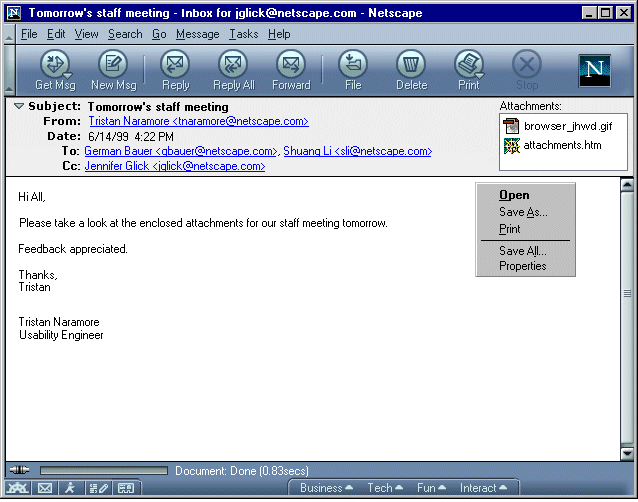 Tomorrow's staff meeting - Inbox for jglick@netscape.com - Netscape
File Edit View Search Go Message Tasks Help
Get Msg New Msg Reply Reply All Forward File Delete Print Stop N
Subject: Tomorrow's staff meeting
From: Tristan Naramore <tnaramore@netscape.com>
Date: 6/14/99 4:22 PM
To: German Bauer <gbauer@netscape.com>, Shuang Li <sli@netscape.com>
Cc: Jennifer Glick <jglick@netscape.com>
Attachments:
browser_jhwd.gif
attachments.htm
Hi All,
Please take a look at the enclosed attachments for our staff meeting tomorrow.
Feedback appreciated.
Thanks,
Tristan
Tristan Naramore
Usability Engineer
Open
Save As...
Print
Save All...
Properties
Document: Done (0.83secs)
Business Tech Fun Interact